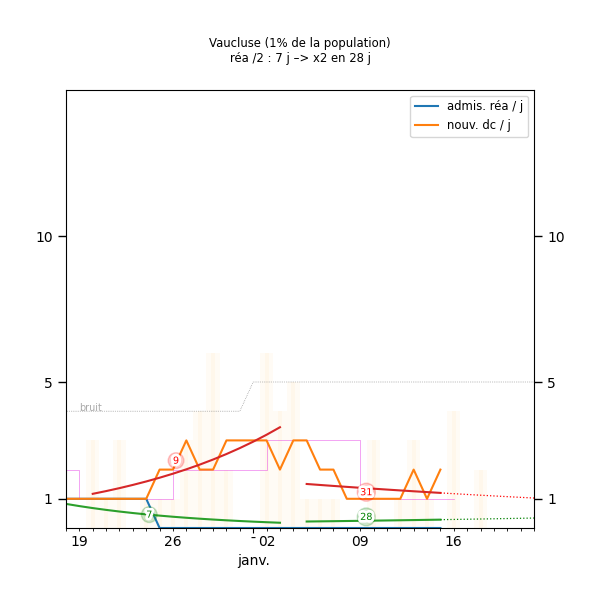 Vaucluse (1% de la population)
réa /2 : 7 j –> x2 en 28 j
admis. réa / j
nouv. dc / j
10
10
5
5
bruit
9
31
7
28
1
1
19
26
- 02
09
16
janv.